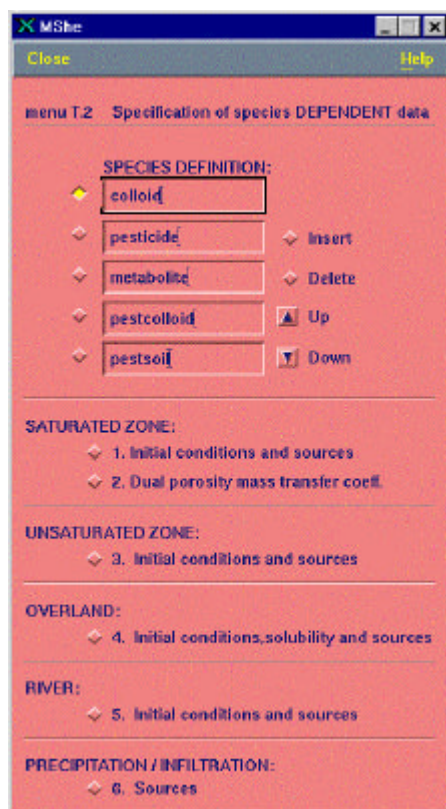 MShe
Close Help
menu T.2 Specification of species DEPENDENT data
SPECIES DEFINITION:
colloid
pesticide Insert
metabolite Delete
pestcolloid Up
pestsoil Down
SATURATED ZONE:
1. Initial conditions and sources
2. Dual porosity mass transfer coeff.
UNSATURATED ZONE:
3. Initial conditions and sources
OVERLAND:
4. Initial conditions,solubility and sources
RIVER:
5. Initial conditions and sources
PRECIPITATION / INFILTRATION:
6. Sources